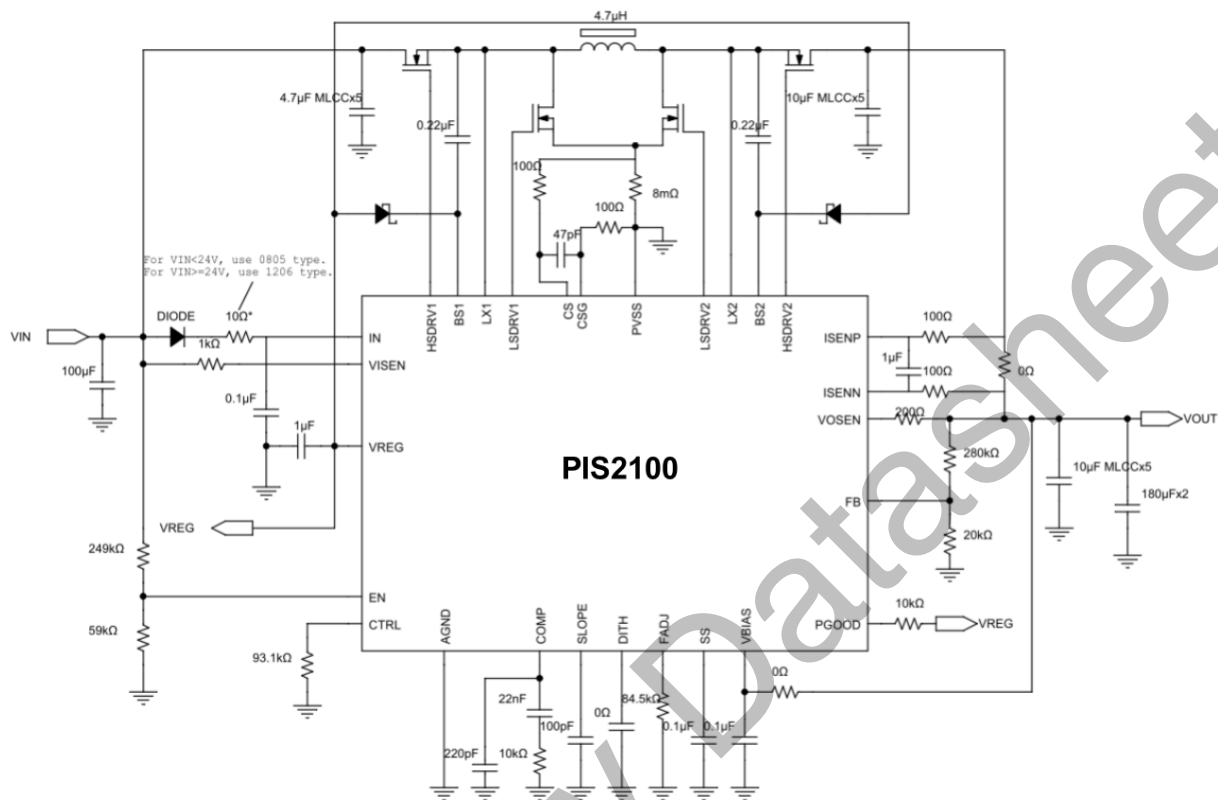 4.7µH
4.7µF MLCCx5
10µF MLCCx5
0.22µF
0.22µF
100Ω
8mΩ
100Ω
47pF
For VIN<24V, use 0805 type.
For VIN>=24V, use 1206 type.
DIODE
10Ω*
VIN
1kΩ
100µF
0.1µF
1µF
HSDRV1
BS1
LX1
LSDRV1
CS
CSG
PVSS
LSDRV2
LX2
BS2
HSDRV2
IN
VISEN
VREG
EN
CTRL
PIS2100
ISENP
ISENN
VOSEN
FB
PGOOD
100Ω
1µF
100Ω
0Ω
200Ω
VOUT
280kΩ
10µF MLCCx5
180µFx2
20kΩ
VREG
249kΩ
59kΩ
93.1kΩ
10kΩ
VREG
AGND
COMP
SLOPE
DITH
FADJ
SS
VBIAS
0Ω
22nF
100pF
0Ω
84.5kΩ
0.1µF
0.1µF
220pF
10kΩ
y Datasheet